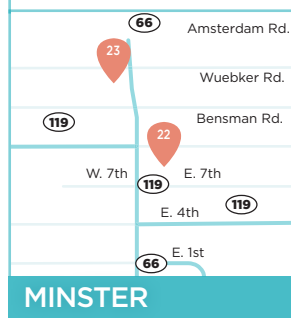 66
Amsterdam Rd.
23
Wuebker Rd.
Bensman Rd.
119
22
W. 7th
E. 7th
119
119
E. 4th
E. 1st
66
MINSTER